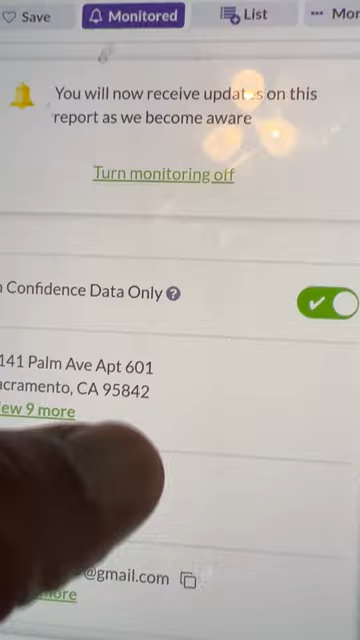 Save
Monitored
List
You will now receive updates on this
report as we become aware
Turn monitoring off
Confidence Data Only
141 Palm Ave Apt 601
acramento, CA 95842
ew 9 more
@gmail.com
more